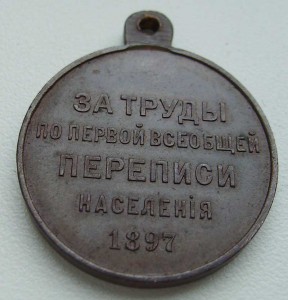 ЗА ТРУДЫ
ПО ПЕРВОЙ ВСЕОБЩЕЙ
ПЕРЕПИСИ
НАСЕЛЕНІЯ
1897